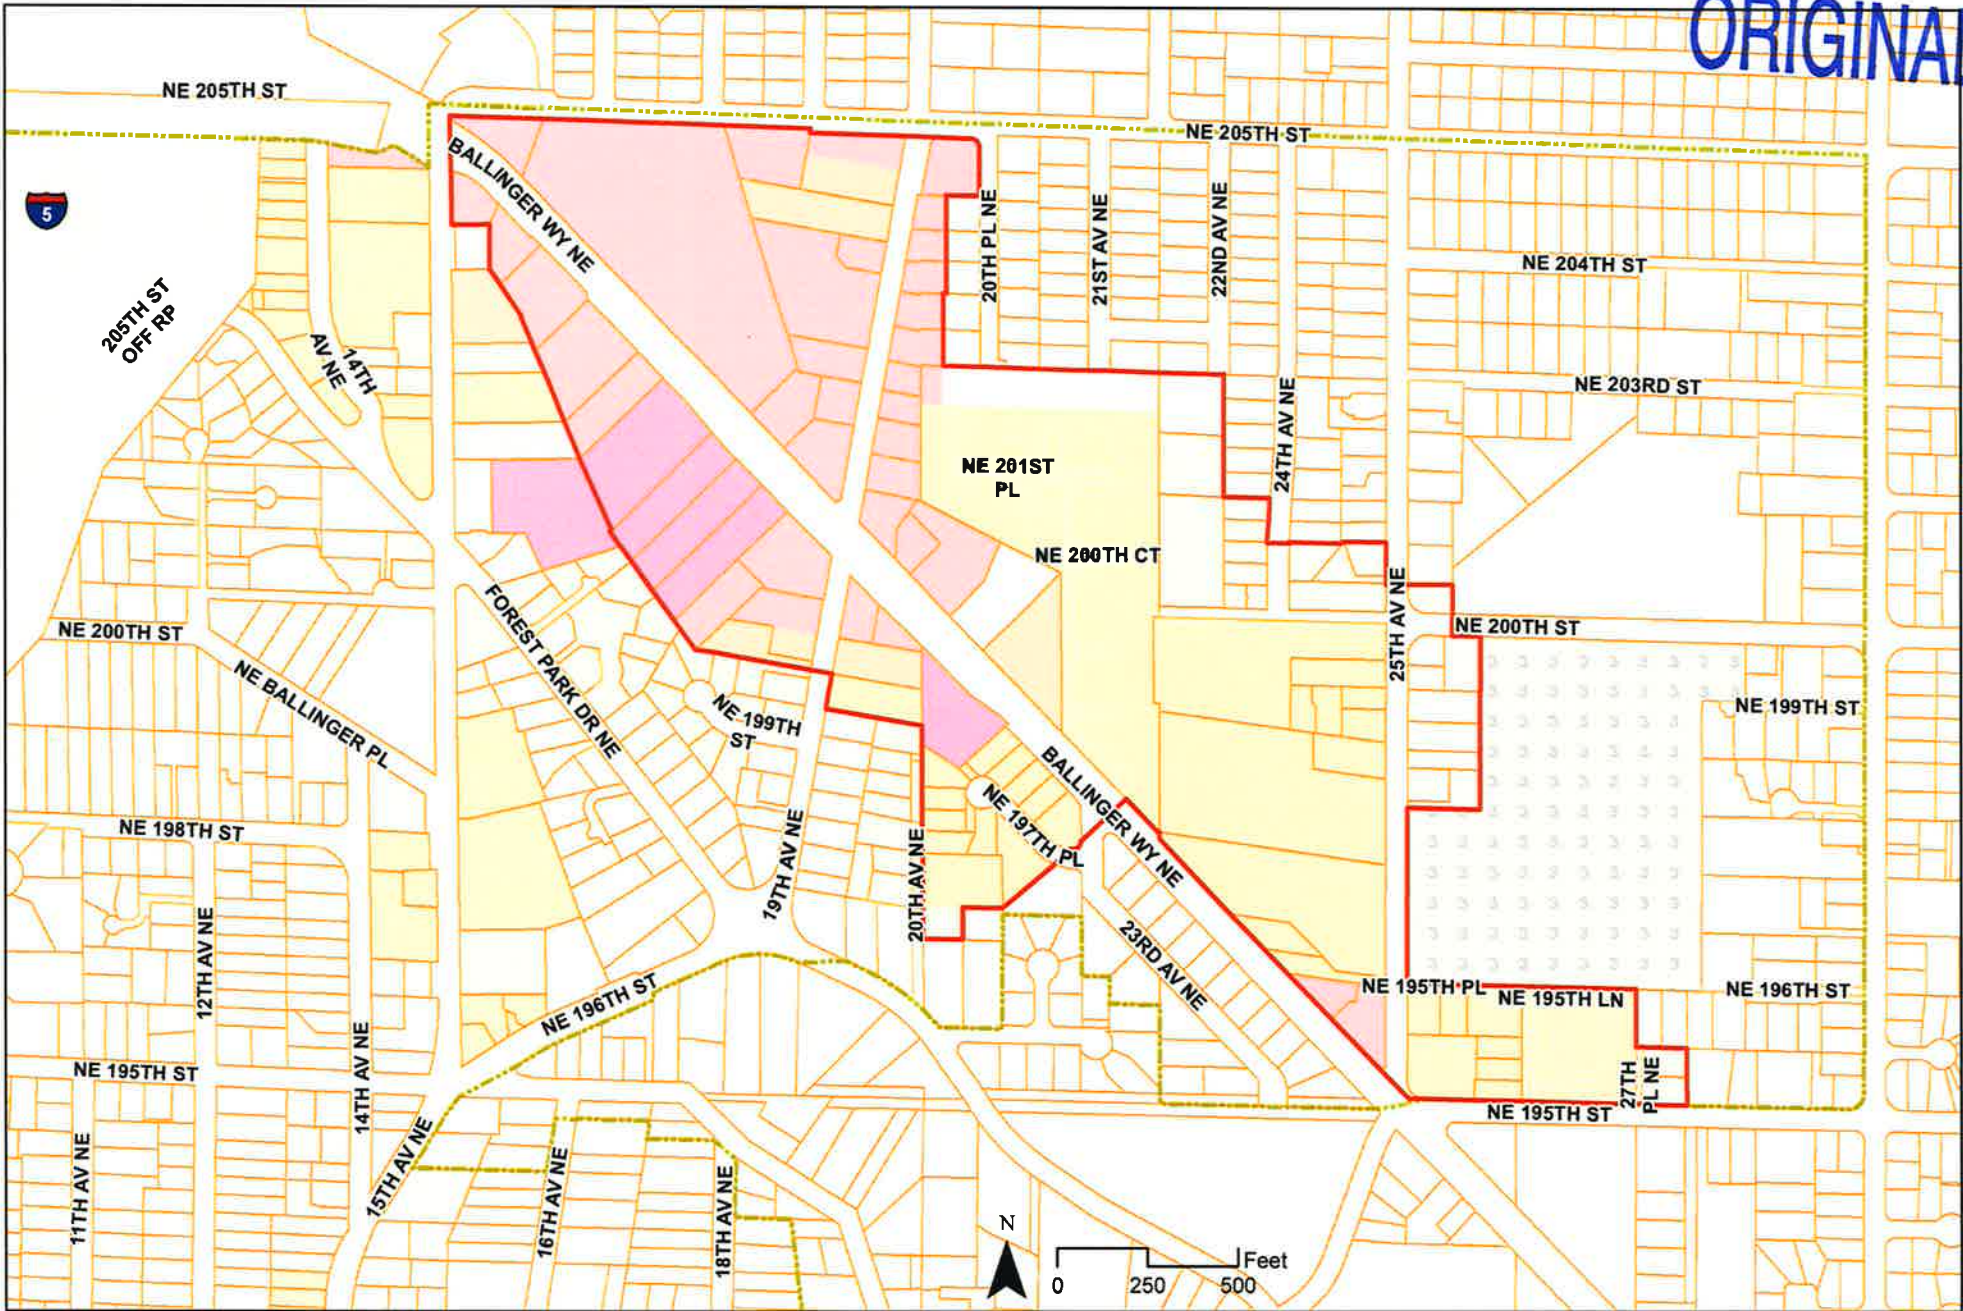 ORIGINAL
NE 205TH ST
NE 205TH ST
BALLINGER WY NE
5
20TH PL NE
21ST AV NE
22ND AV NE
NE 204TH ST
205TH ST
OFF RP
14TH
AV NE
24TH AV NE
NE 203RD ST
NE 201ST
PL
NE 200TH CT
25TH AV NE
FOREST PARK DR NE
NE 200TH ST
NE 200TH ST
NE BALLINGER PL
NE 199TH
ST
NE 199TH ST
BALLINGER WY NE
NE 197TH PL
NE 198TH ST
19TH AV NE
20TH AV NE
12TH AV NE
23RD AV NE
NE 196TH ST
NE 195TH PL
NE 195TH LN
NE 196TH ST
14TH AV NE
NE 195TH ST
27TH
PL NE
NE 195TH ST
11TH AV NE
15TH AV NE
16TH AV NE
18TH AV NE
N
Feet
0
250
500